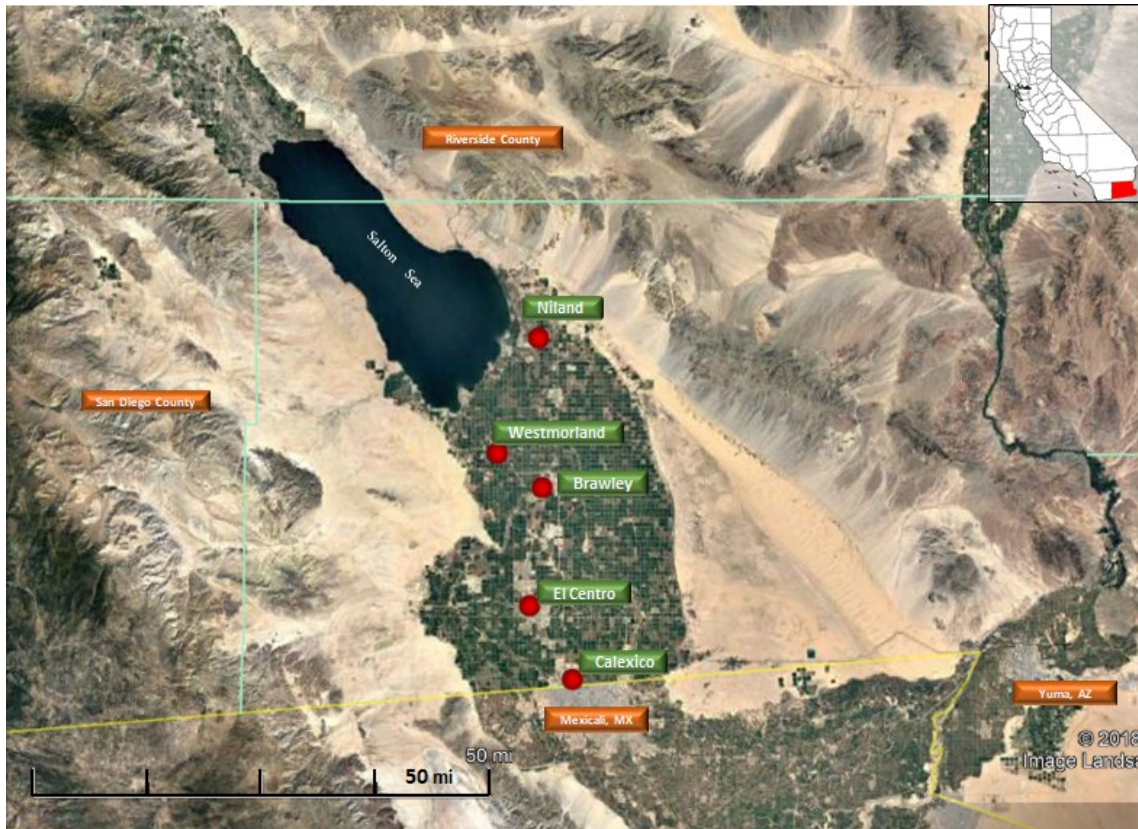 Riverside County
Salton Sea
Niland
San Diego County
Westmorland
Brawley
El Centro
Calexico
Yuma, AZ
Mexicali, MX
© 2018
50 mi
Image Landsa
50 mi